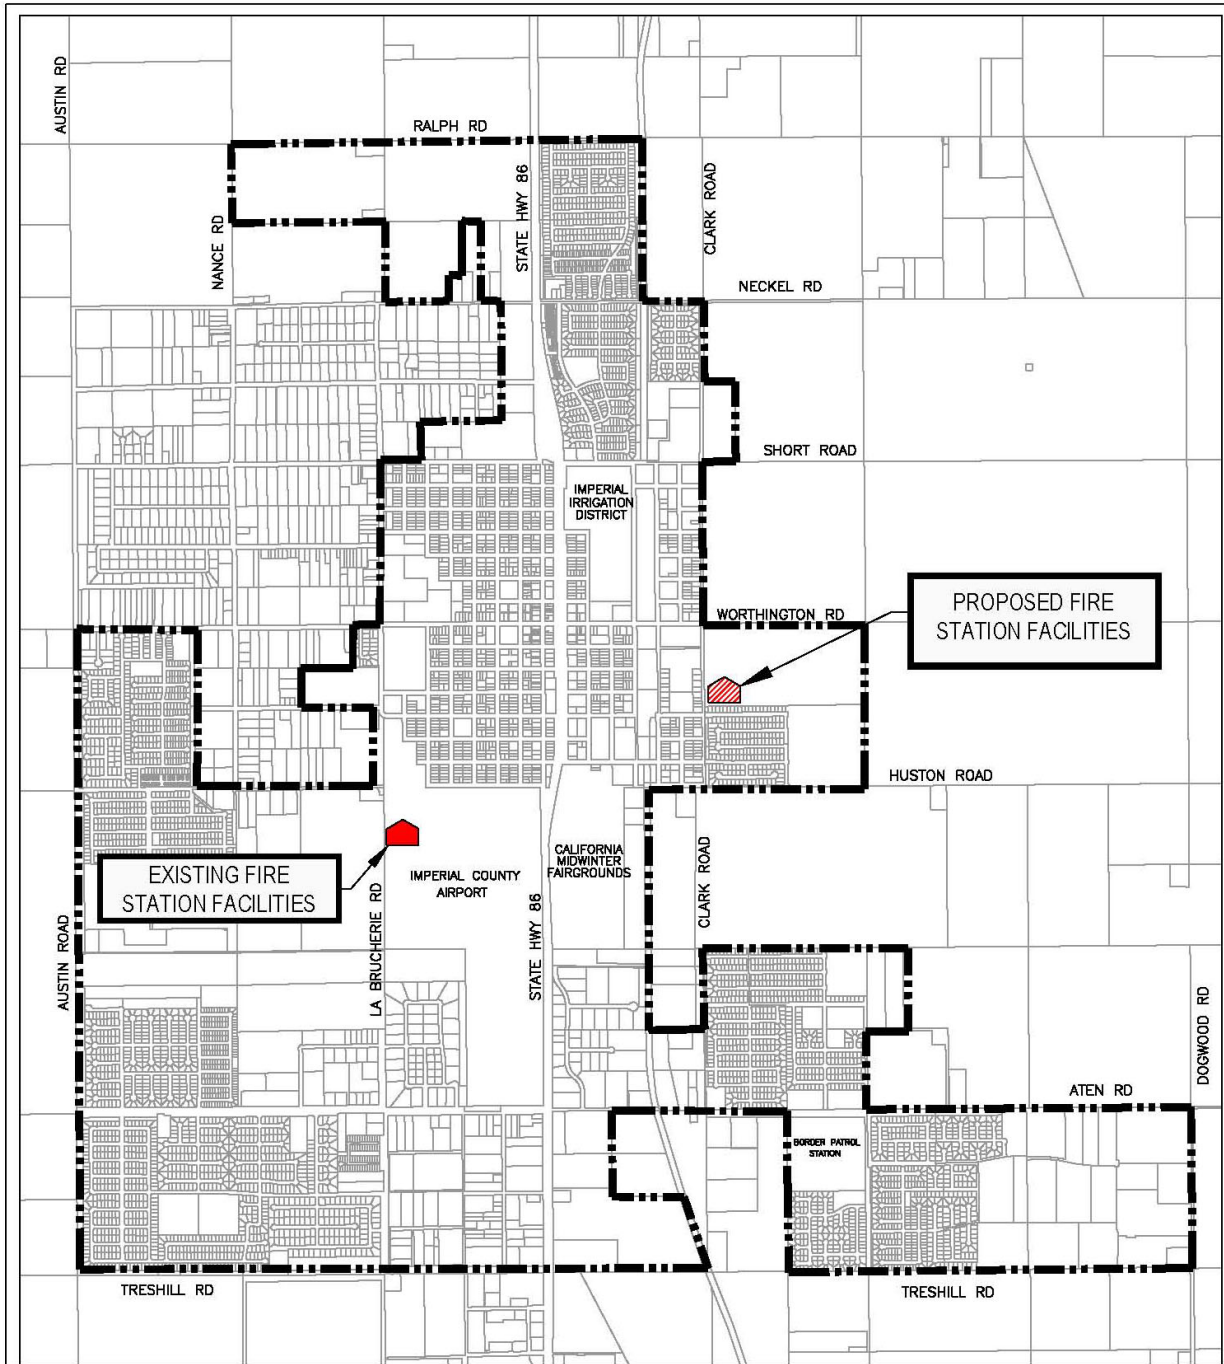 AUSTIN RD
RALPH RD
NANCE RD
STATE HWY 86
CLARK ROAD
NECKEL RD
SHORT ROAD
IMPERIAL
IRRIGATION
DISTRICT
WORTHINGTON RD
PROPOSED FIRE
STATION FACILITIES
HUSTON ROAD
EXISTING FIRE
STATION FACILITIES
IMPERIAL COUNTY
AIRPORT
CALIFORNIA
MIDWINTER
FAIRGROUNDS
CLARK ROAD
AUSTIN ROAD
LA BRUCHERIE RD
STATE HWY 86
DOGWOOD RD
ATEN RD
BORDER PATROL
STATION
TRESHILL RD
TRESHILL RD